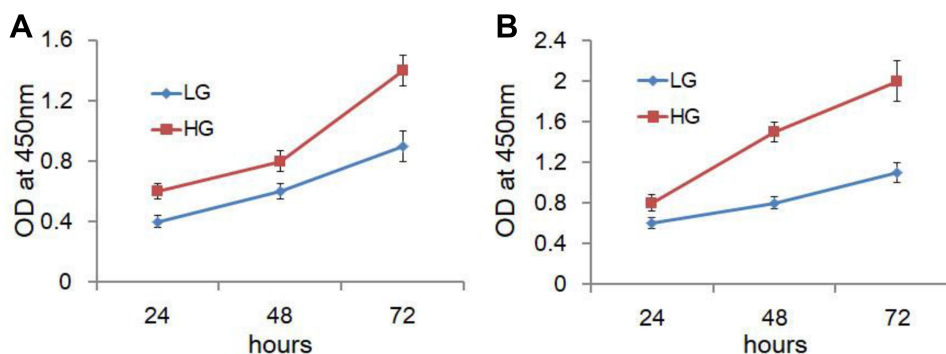 A
OD at 450nm
1.6
1.2
0.8
0.4
0
LG
HG
24 48 72
hours
B
OD at 450nm
2.4
2
1.6
1.2
0.8
0.4
0
LG
HG
24 48 72
hours